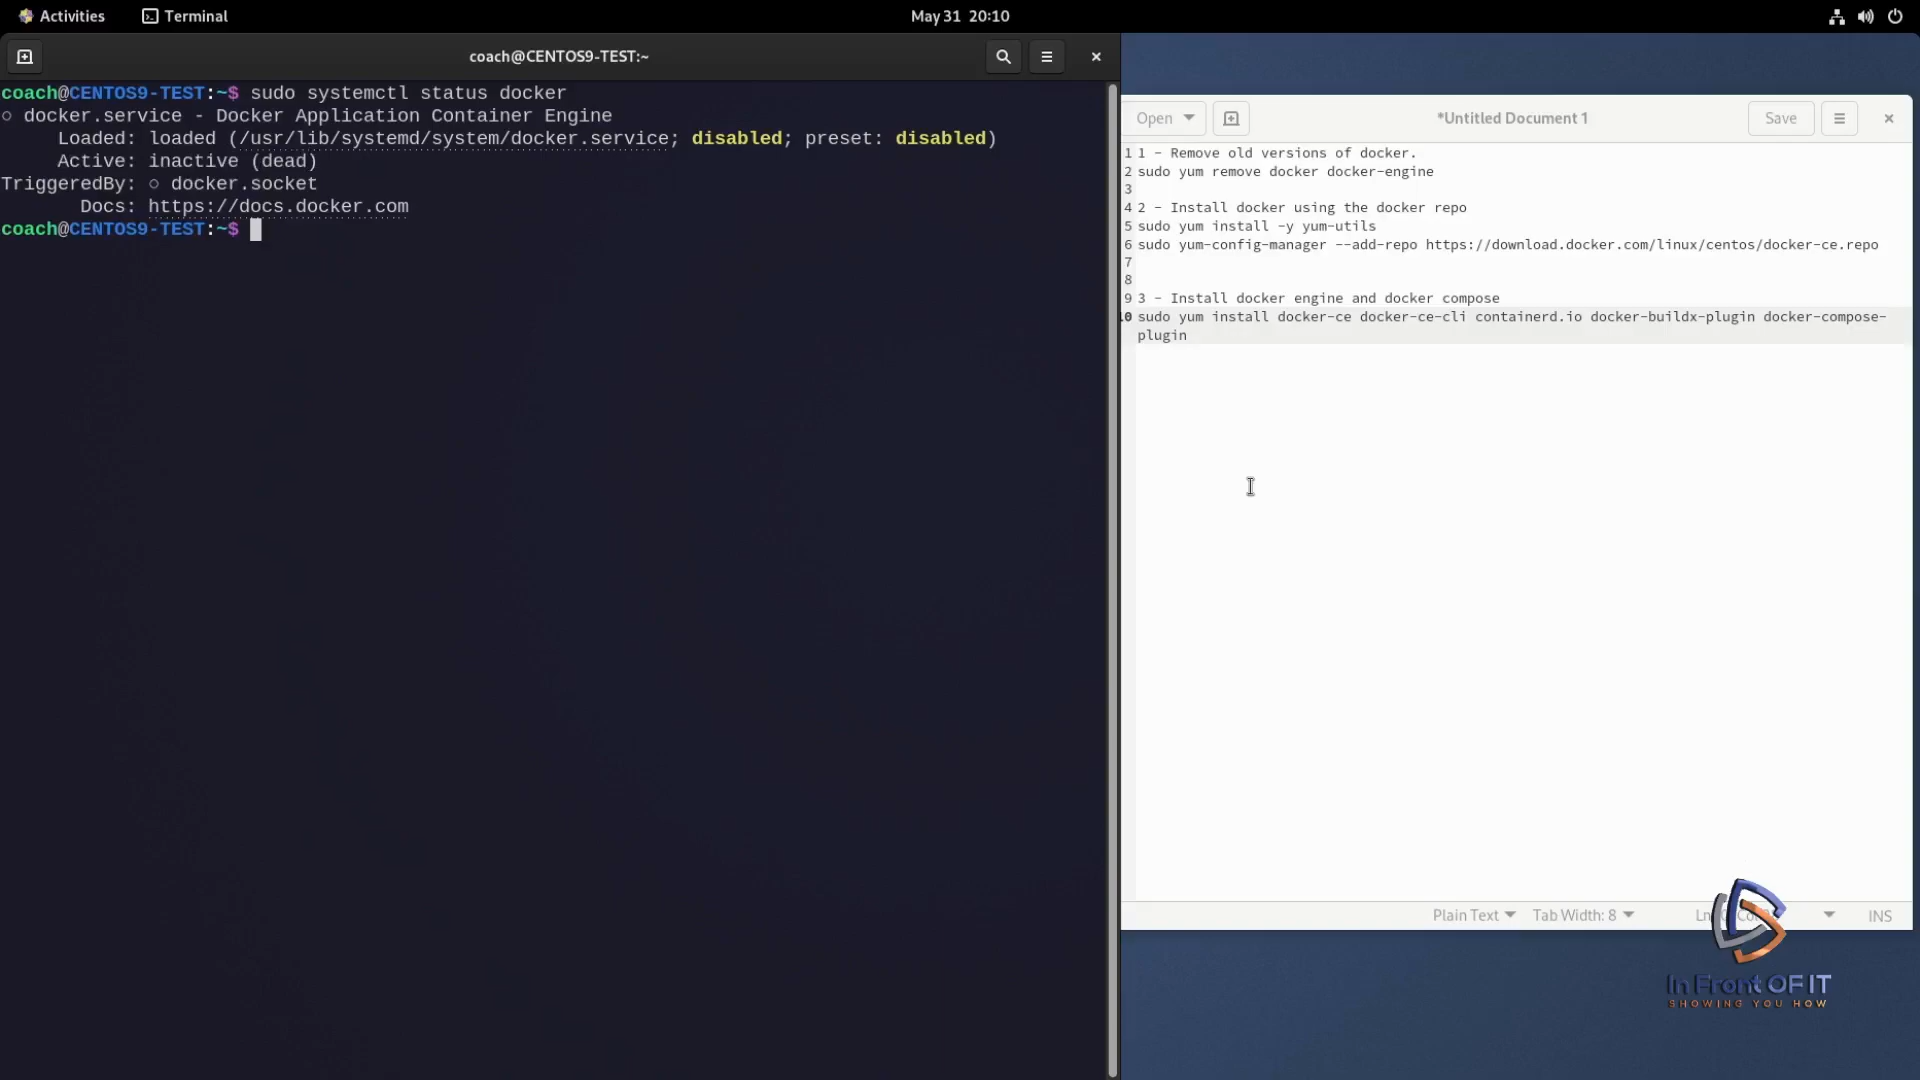 Activities
Terminal
May 31 20:10
coach@CENTOS9-TEST:~
coach@CENTOS9-TEST:~$ sudo systemctl status docker
○ docker.service - Docker Application Container Engine
Loaded: loaded (/usr/lib/systemd/system/docker.service; disabled; preset: disabled)
Active: inactive (dead)
TriggeredBy: ○ docker.socket
Docs: https://docs.docker.com
coach@CENTOS9-TEST:~$
Open
*Untitled Document 1
Save
1 1 - Remove old versions of docker.
2 sudo yum remove docker docker-engine
3
4 2 - Install docker using the docker repo
5 sudo yum install -y yum-utils
6 sudo yum-config-manager --add-repo https://download.docker.com/linux/centos/docker-ce.repo
7
8
9 3 - Install docker engine and docker compose
10 sudo yum install docker-ce docker-ce-cli containerd.io docker-buildx-plugin docker-compose-
plugin
Plain Text
Tab Width: 8
Ln
INS
In Front OF IT
SHOWING YOU HOW